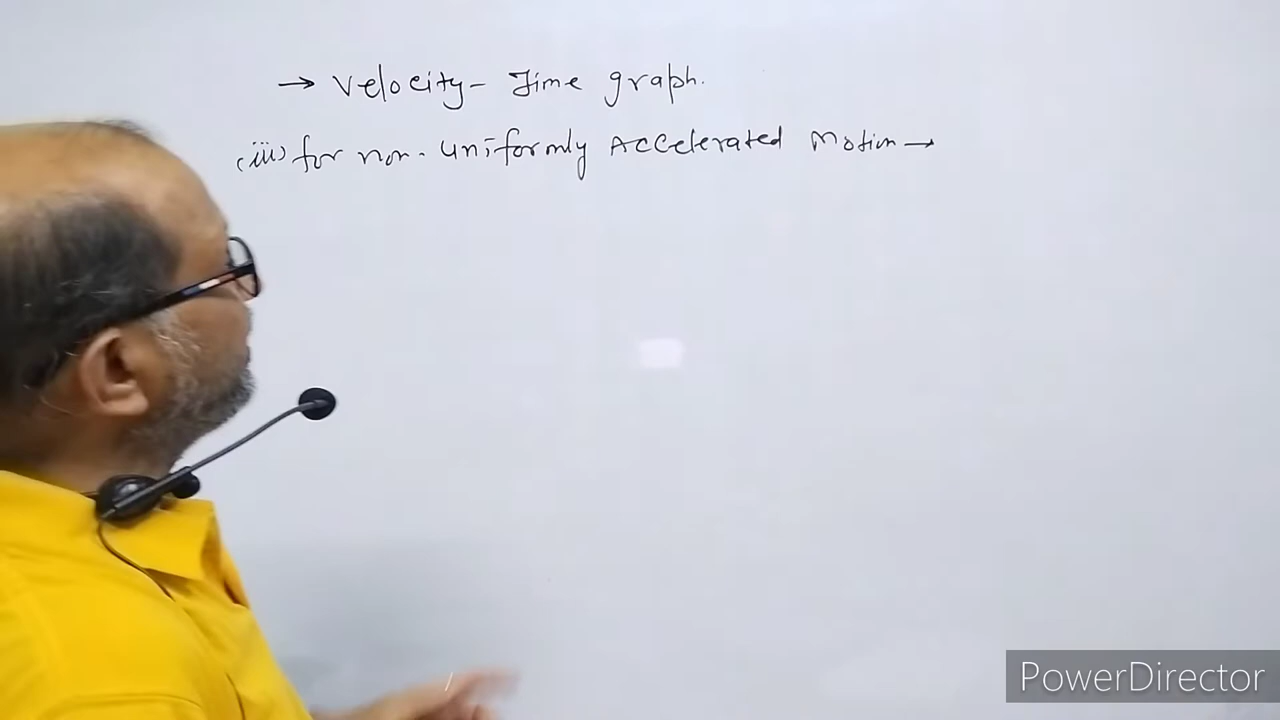 → Velocity - Time graph.
(iii) for non-uniformly Accelerated Motion →
PowerDirector